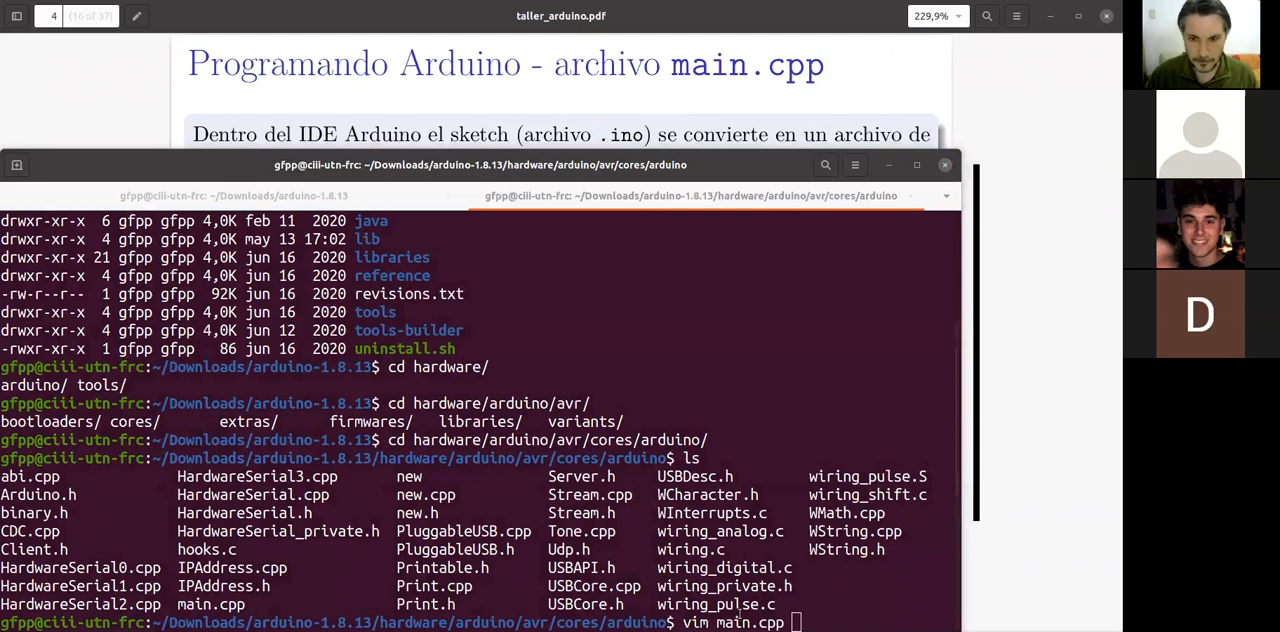 4 (16 of 37) taller_arduino.pdf 229,9%
Programando Arduino - archivo main.cpp
Dentro del IDE Arduino el sketch (archivo .ino) se convierte en un archivo de
gfpp@ciii-utn-frc: ~/Downloads/arduino-1.8.13/hardware/arduino/avr/cores/arduino
gfpp@ciii-utn-frc: ~/Downloads/arduino-1.8.13 gfpp@ciii-utn-frc: ~/Downloads/arduino-1.8.13/hardware/arduino/avr/cores/arduino
drwxr-xr-x 6 gfpp gfpp 4,0K feb 11 2020 java
drwxr-xr-x 4 gfpp gfpp 4,0K may 13 17:02 lib
drwxr-xr-x 21 gfpp gfpp 4,0K jun 16 2020 libraries
drwxr-xr-x 4 gfpp gfpp 4,0K jun 16 2020 reference
-rw-r--r-- 1 gfpp gfpp 92K jun 16 2020 revisions.txt
drwxr-xr-x 4 gfpp gfpp 4,0K jun 16 2020 tools
drwxr-xr-x 4 gfpp gfpp 4,0K jun 12 2020 tools-builder
-rwxr-xr-x 1 gfpp gfpp 86 jun 16 2020 uninstall.sh
gfpp@ciii-utn-frc:~/Downloads/arduino-1.8.13$ cd hardware/
arduino/ tools/
gfpp@ciii-utn-frc:~/Downloads/arduino-1.8.13$ cd hardware/arduino/avr/
bootloaders/ cores/ extras/ firmwares/ libraries/ variants/
gfpp@ciii-utn-frc:~/Downloads/arduino-1.8.13$ cd hardware/arduino/avr/cores/arduino/
gfpp@ciii-utn-frc:~/Downloads/arduino-1.8.13/hardware/arduino/avr/cores/arduino$ ls
abi.cpp HardwareSerial3.cpp new Server.h USBDesc.h wiring_pulse.S
Arduino.h HardwareSerial.cpp new.cpp Stream.cpp WCharacter.h wiring_shift.c
binary.h HardwareSerial.h new.h Stream.h WInterrupts.c WMath.cpp
CDC.cpp HardwareSerial_private.h PluggableUSB.cpp Tone.cpp wiring_analog.c WString.cpp
Client.h hooks.c PluggableUSB.h Udp.h wiring.c WString.h
HardwareSerial0.cpp IPAddress.cpp Printable.h USBAPI.h wiring_digital.c
HardwareSerial1.cpp IPAddress.h Print.cpp USBCore.cpp wiring_private.h
HardwareSerial2.cpp main.cpp Print.h USBCore.h wiring_pulse.c
gfpp@ciii-utn-frc:~/Downloads/arduino-1.8.13/hardware/arduino/avr/cores/arduino$ vim main.cpp
D